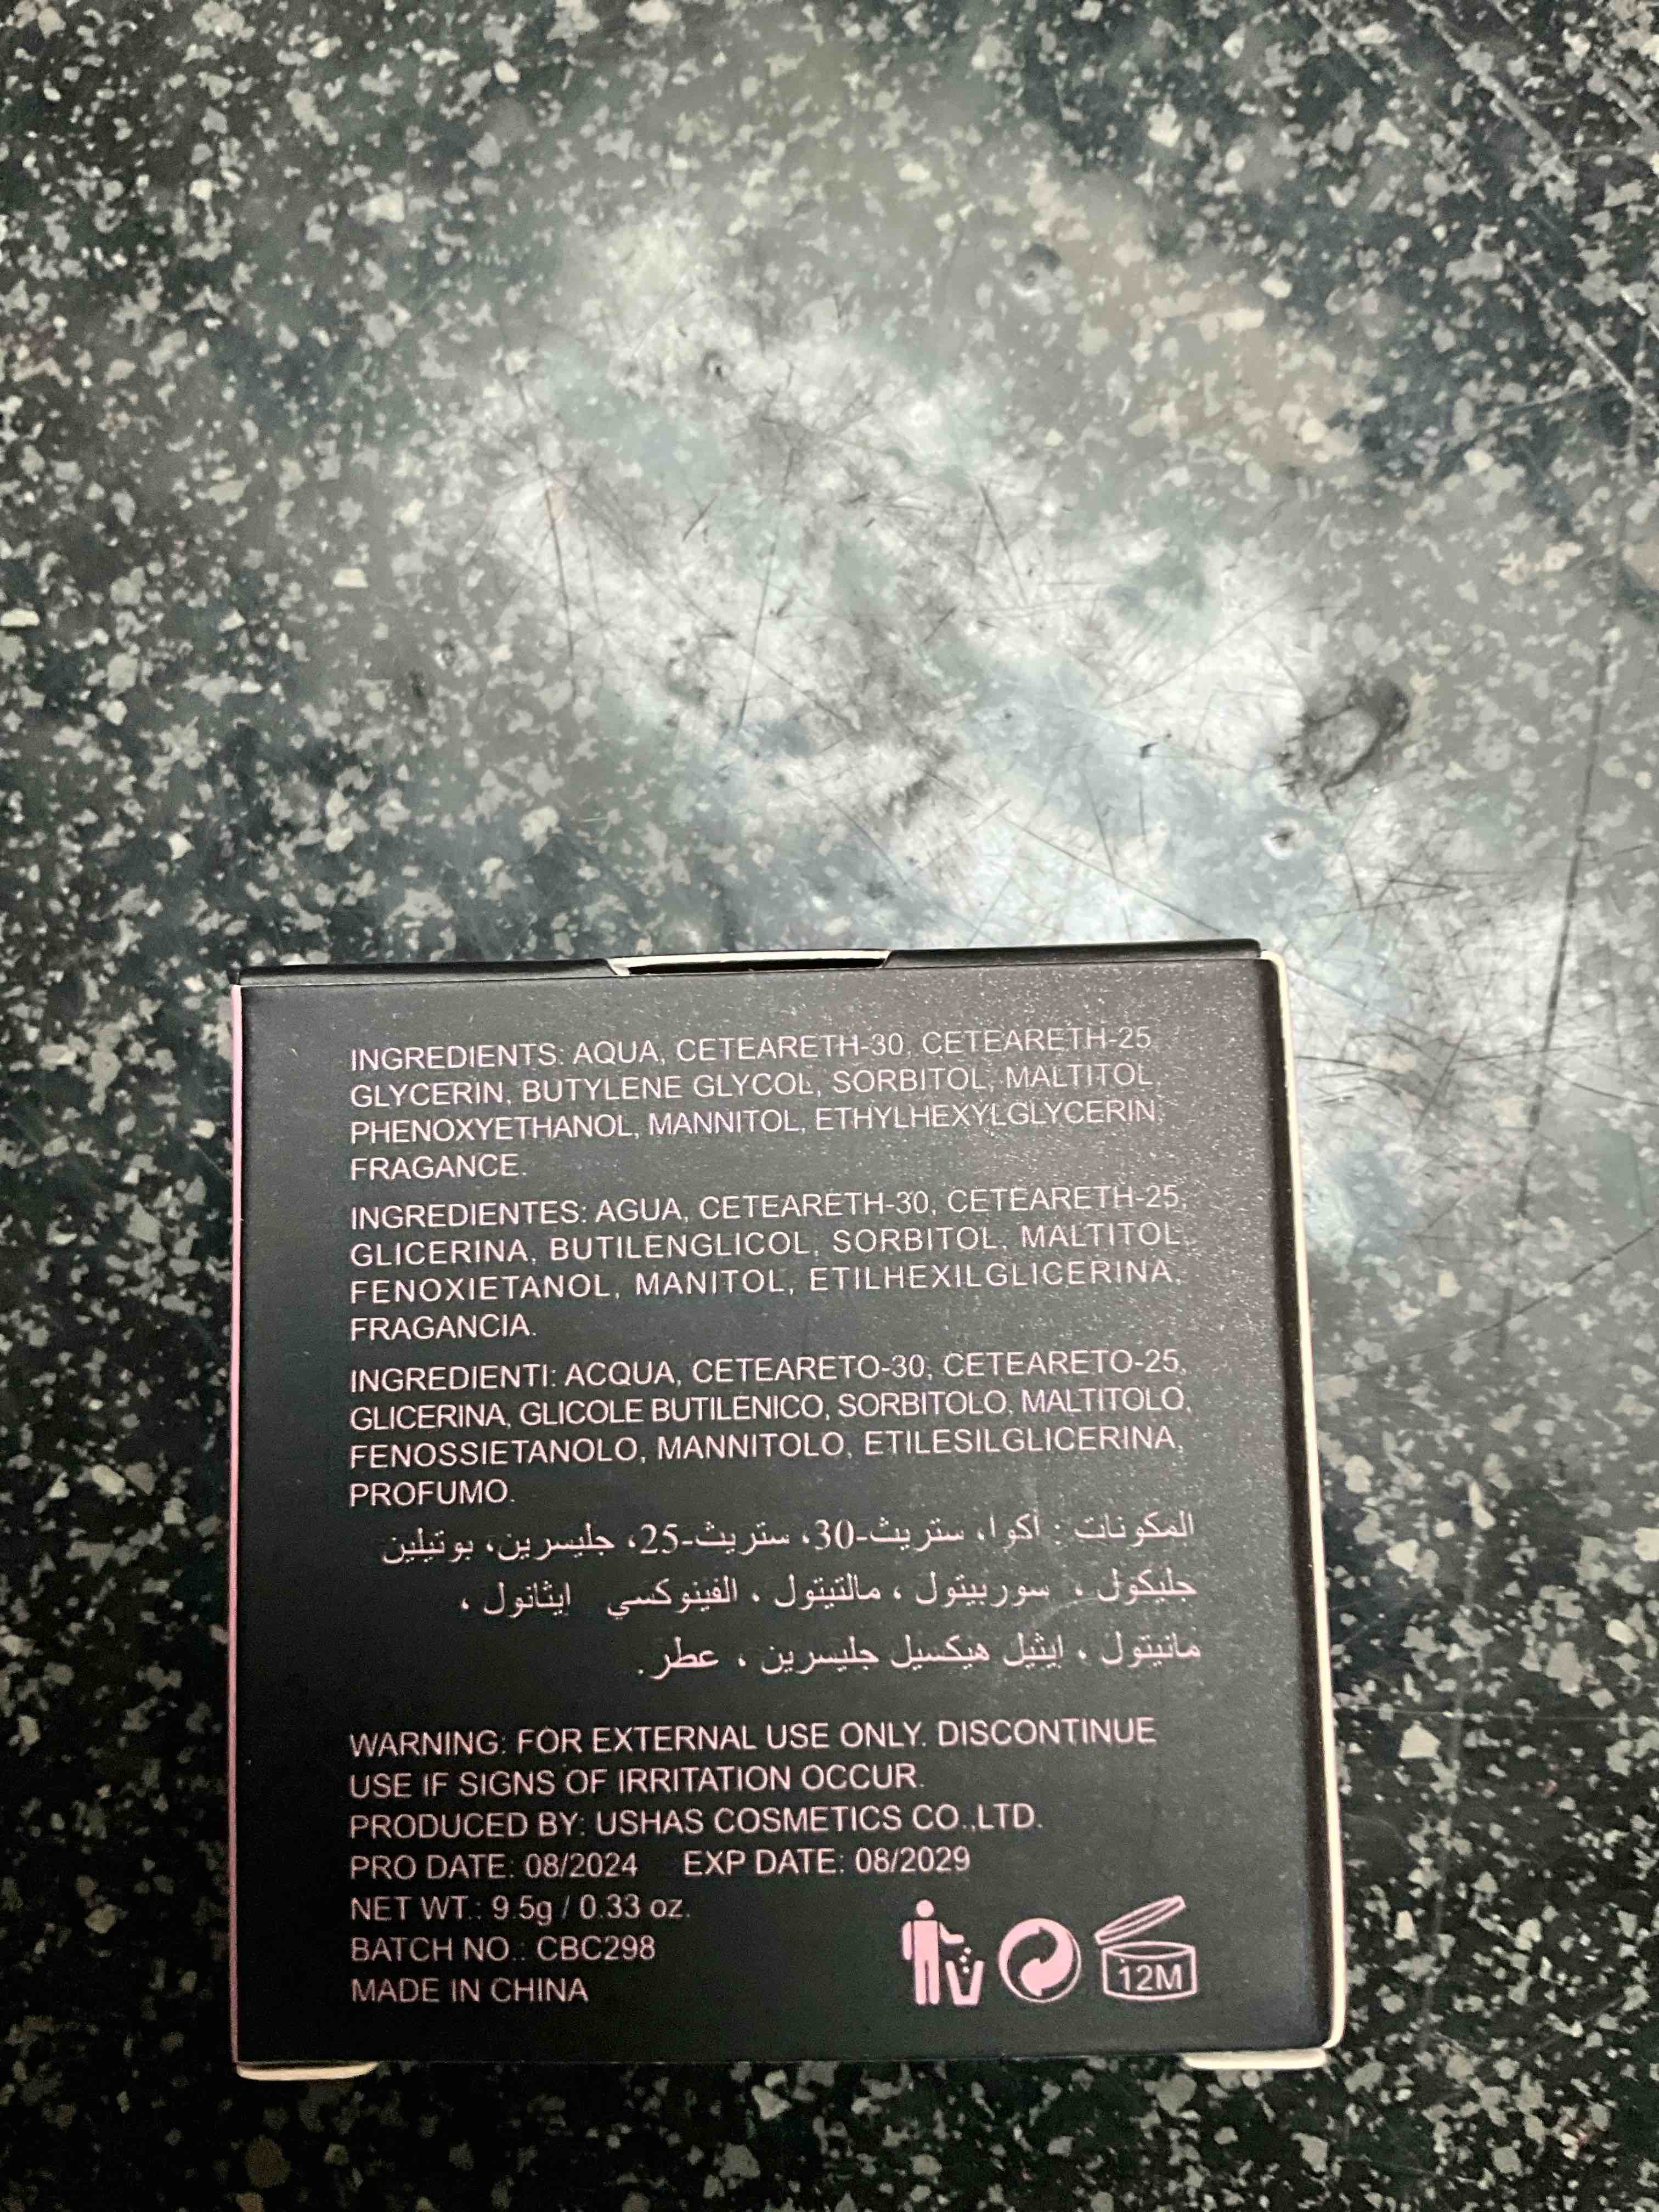 INGREDIENTS: AQUA, CETEARETH-30, CETEARETH-25
GLYCERIN, BUTYLENE GLYCOL, SORBITOL, MALTITOL,
PHENOXYETHANOL, MANNITOL, ETHYLHEXYLGLYCERIN,
FRAGANCE.
INGREDIENTES: AGUA, CETEARETH-30, CETEARETH-25,
GLICERINA, BUTILENGLICOL, SORBITOL, MALTITOL,
FENOXIETANOL, MANITOL, ETILHEXILGLICERINA,
FRAGANCIA.
INGREDIENTI: ACQUA, CETEARETO-30, CETEARETO-25,
GLICERINA, GLICOLE BUTILENICO, SORBITOLO, MALTITOLO,
FENOSSIETANOLO, MANNITOLO, ETILESILGLICERINA,
PROFUMO.
المكونات : أكوا، ستريث-30، ستريث-25، جليسرين، بوتيلين
جليكول ، سوربيتول ، مالتيتول ، الفينوكسي ايثانول ،
مانيتول ، ايثيل هيكسيل جليسرين ، عطر.
WARNING: FOR EXTERNAL USE ONLY. DISCONTINUE
USE IF SIGNS OF IRRITATION OCCUR.
PRODUCED BY: USHAS COSMETICS CO.,LTD.
PRO DATE: 08/2024 EXP DATE: 08/2029
NET WT.: 9.5g / 0.33 oz.
BATCH NO.: CBC298
MADE IN CHINA
12M